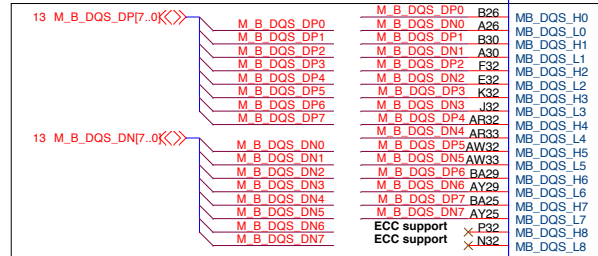 13 M_B_DQS_DP[7..0]
M_B_DQS_DP0
M_B_DQS_DP1
M_B_DQS_DP2
M_B_DQS_DP3
M_B_DQS_DP4
M_B_DQS_DP5
M_B_DQS_DP6
M_B_DQS_DP7
13 M_B_DQS_DN[7..0]
M_B_DQS_DN0
M_B_DQS_DN1
M_B_DQS_DN2
M_B_DQS_DN3
M_B_DQS_DN4
M_B_DQS_DN5
M_B_DQS_DN6
M_B_DQS_DN7
M_B_DQS_DP0 B26 MB_DQS_H0
M_B_DQS_DN0 A26 MB_DQS_L0
M_B_DQS_DP1 B30 MB_DQS_H1
M_B_DQS_DN1 A30 MB_DQS_L1
M_B_DQS_DP2 F32 MB_DQS_H2
M_B_DQS_DN2 E32 MB_DQS_L2
M_B_DQS_DP3 K32 MB_DQS_H3
M_B_DQS_DN3 J32 MB_DQS_L3
M_B_DQS_DP4 AR32 MB_DQS_H4
M_B_DQS_DN4 AR33 MB_DQS_L4
M_B_DQS_DP5 AW32 MB_DQS_H5
M_B_DQS_DN5 AW33 MB_DQS_L5
M_B_DQS_DP6 BA29 MB_DQS_H6
M_B_DQS_DN6 AY29 MB_DQS_L6
M_B_DQS_DP7 BA25 MB_DQS_H7
M_B_DQS_DN7 AY25 MB_DQS_L7
ECC support P32 MB_DQS_H8
ECC support N32 MB_DQS_L8